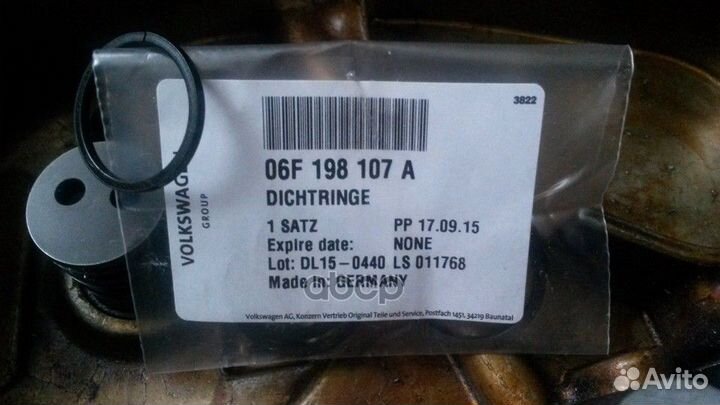 3822
VOLKSWAGEN
GROUP
06F 198 107 A
DICHTRINGE
1 SATZ PP 17.09.15
Expire date: NONE
Lot: DL15-0440 LS 011768
Made In: GERMANY
abcp
Volkswagen AG, Konzern Vertrieb Original Teile und Service, Postfach 1451, 34219 Baunatal
Avito